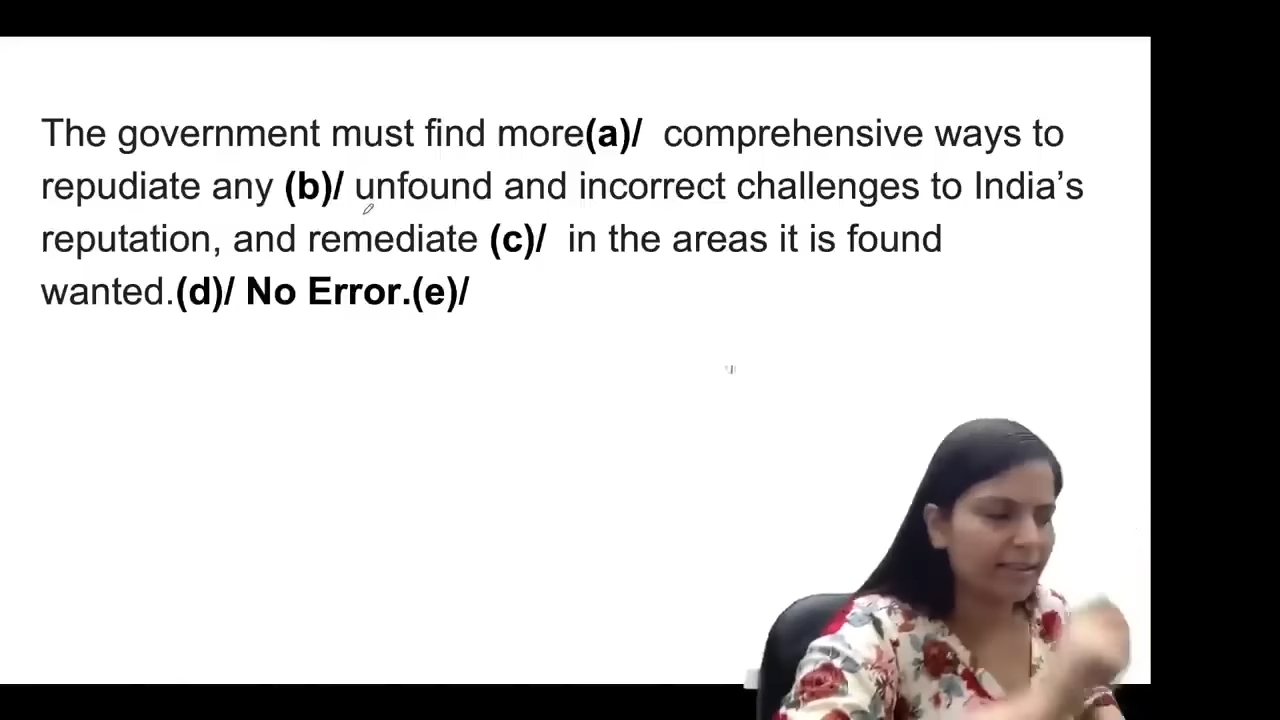 The government must find more(a)/ comprehensive ways to
repudiate any (b)/ unfound and incorrect challenges to India’s
reputation, and remediate (c)/ in the areas it is found
wanted.(d)/ No Error.(e)/